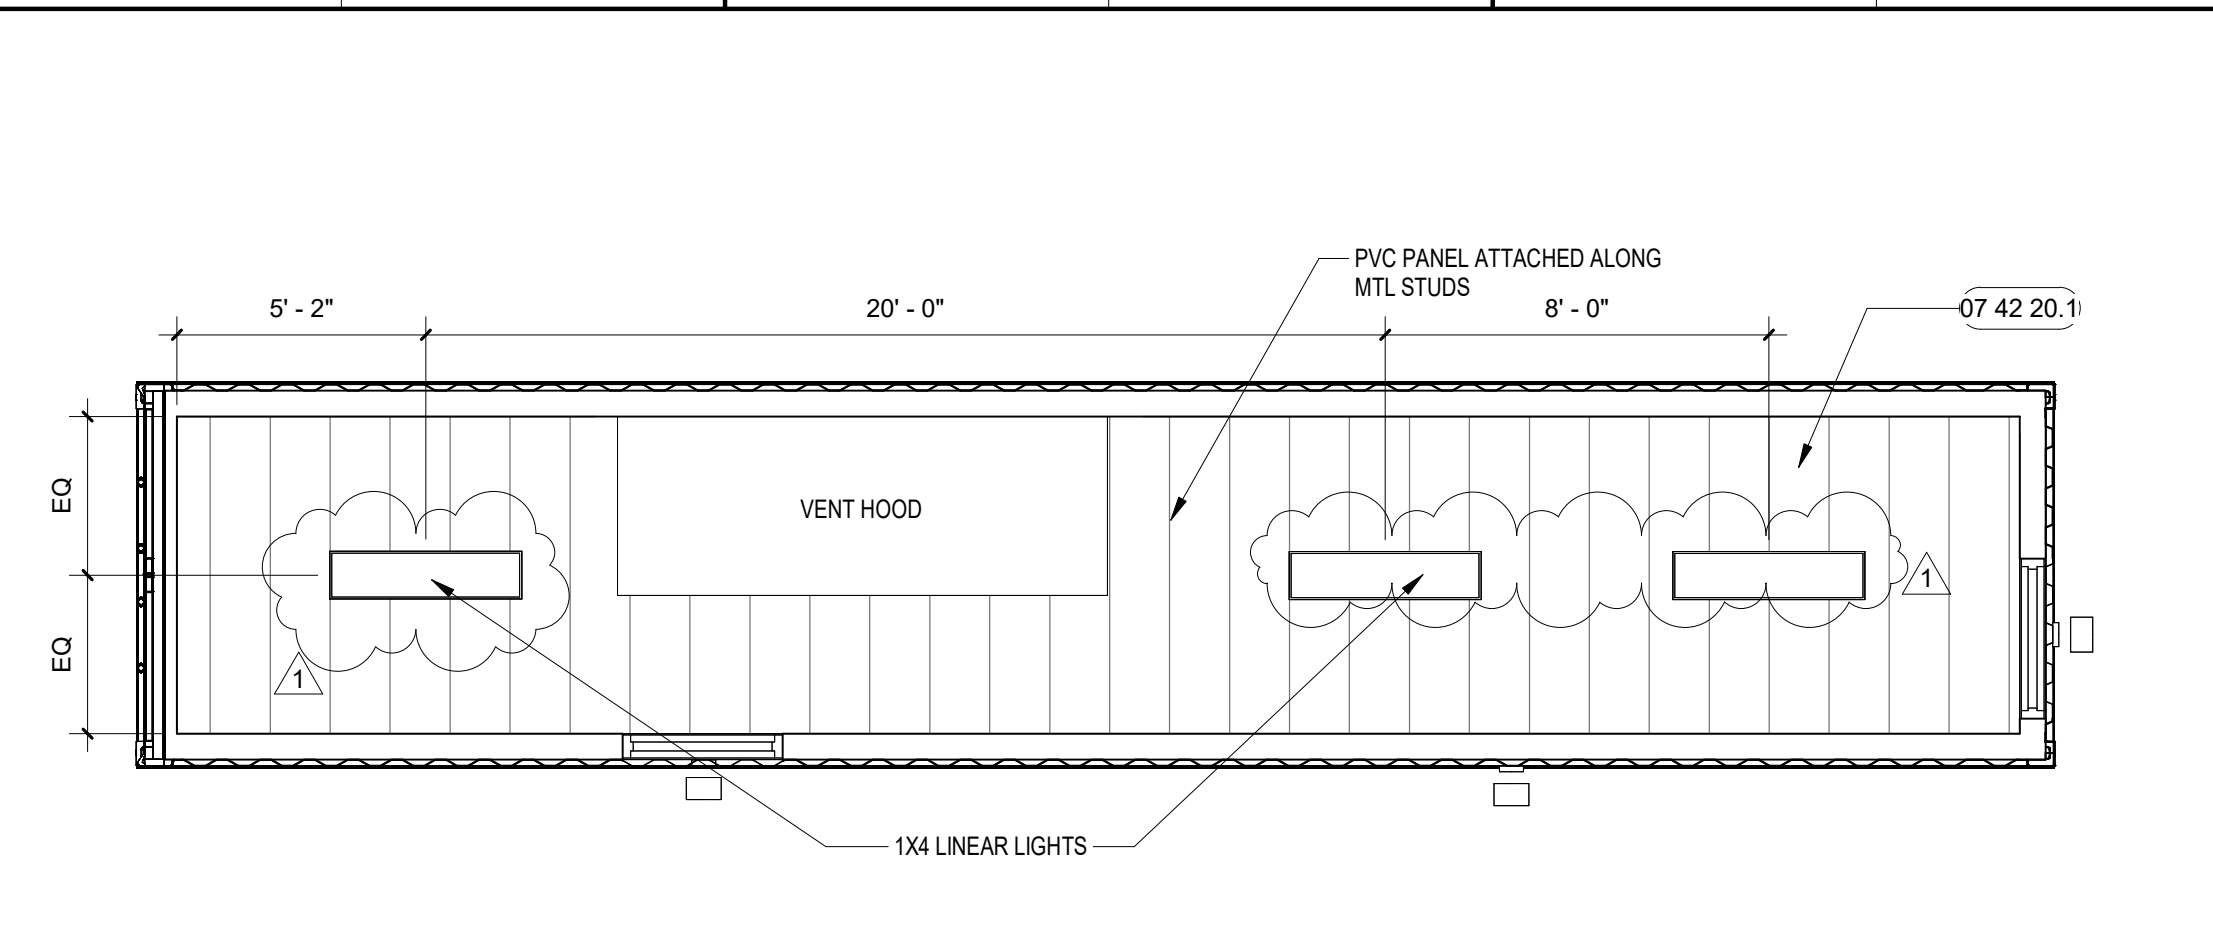 PVC PANEL ATTACHED ALONG
MTL STUDS
5' - 2"
20' - 0"
8' - 0"
07 42 20.1
EQ
VENT HOOD
1
EQ
1
1X4 LINEAR LIGHTS